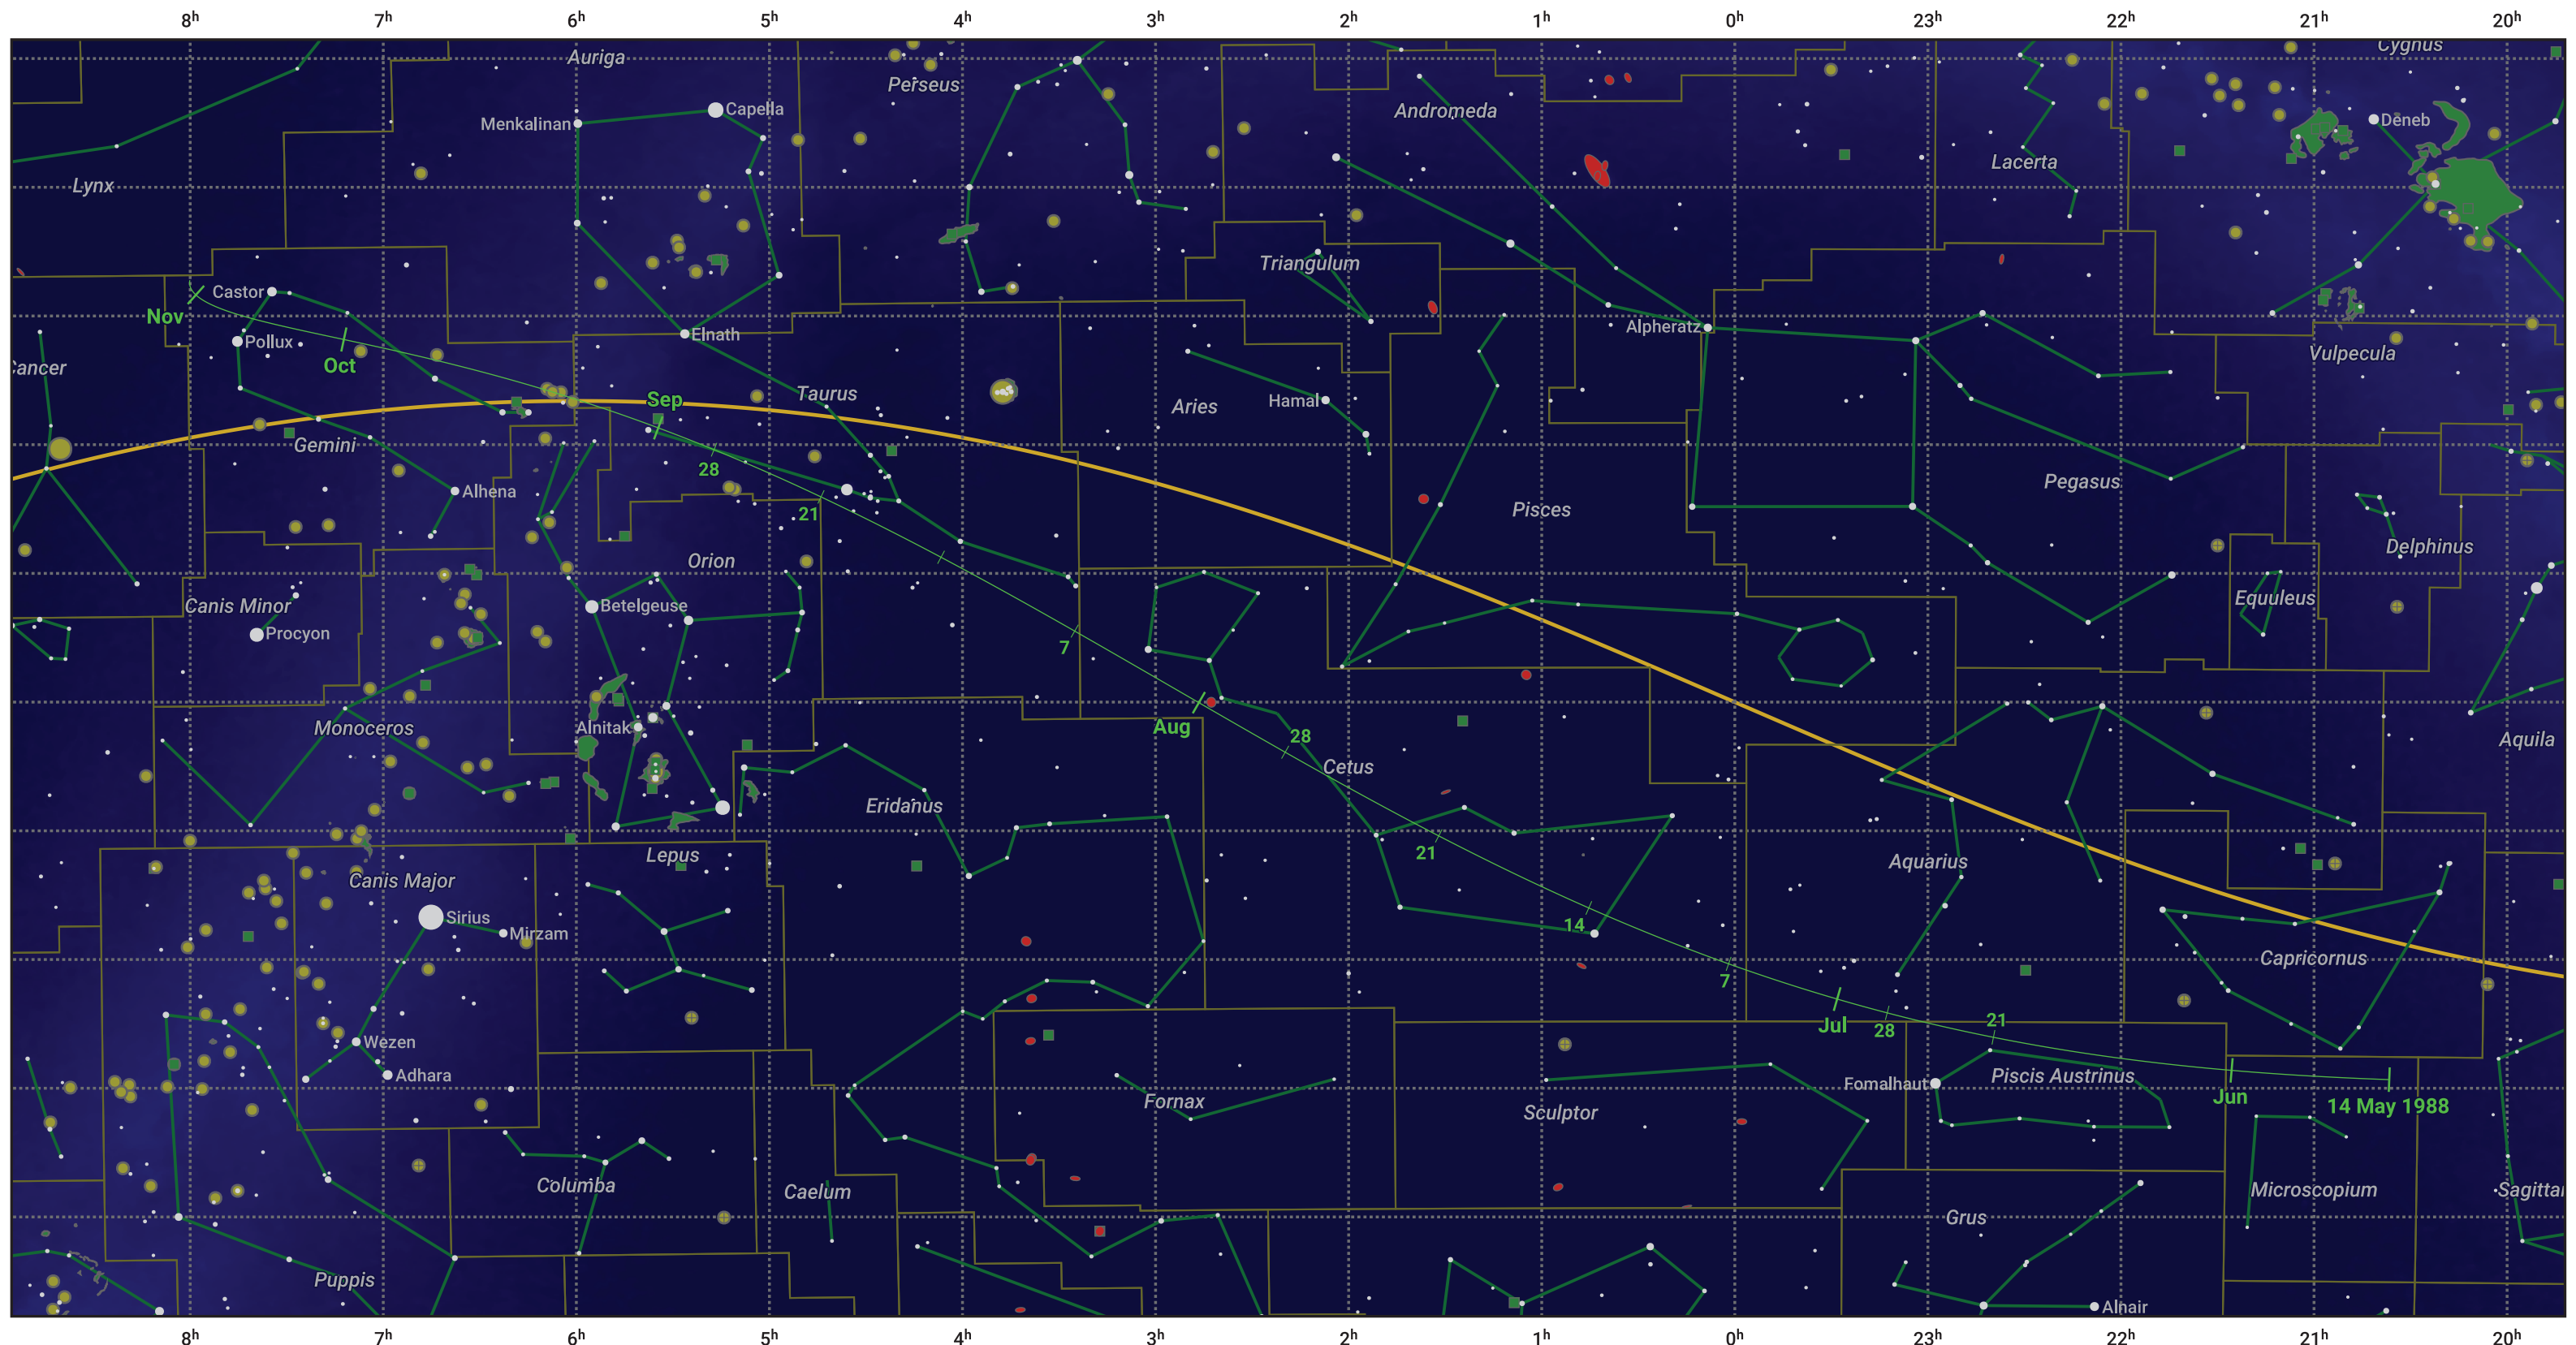 8h 7h 6h 5h 4h 3h 2h 1h 0h 23h 22h 21h 20h
Cygnus
Auriga
Perseus
Capella
Andromeda
Menkalinan
Deneb
Lacerta
Lynx
Triangulum
Castor
Nov
Alpheratz
Elnath
Pollux
Vulpecula
Oct
Cancer
Taurus
Sep
Hamal
Aries
Gemini
28
Pegasus
Alhena
Pisces
21
Delphinus
Orion
Equuleus
Canis Minor
Betelgeuse
Procyon
7
Monoceros
Alnitak
Aug
28
Aquila
Cetus
Eridanus
21
Lepus
Aquarius
Canis Major
Sirius
14
Mirzam
Capricornus
7
21
Jul
28
Wezen
Adhara
Fomalhaut
Piscis Austrinus
Jun
14 May 1988
Fornax
Sculptor
Columba
Caelum
Microscopium
Sagitta
Grus
Puppis
Alnair
8h 7h 6h 5h 4h 3h 2h 1h 0h 23h 22h 21h 20h